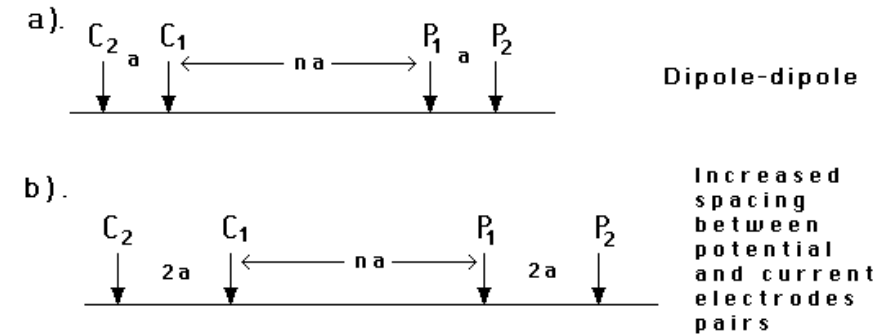 a).
C2 a C1 na P1 a P2
Dipole-dipole
b).
C2 2a C1 na P1 2a P2
Increased
spacing
between
potential
and current
electrodes
pairs